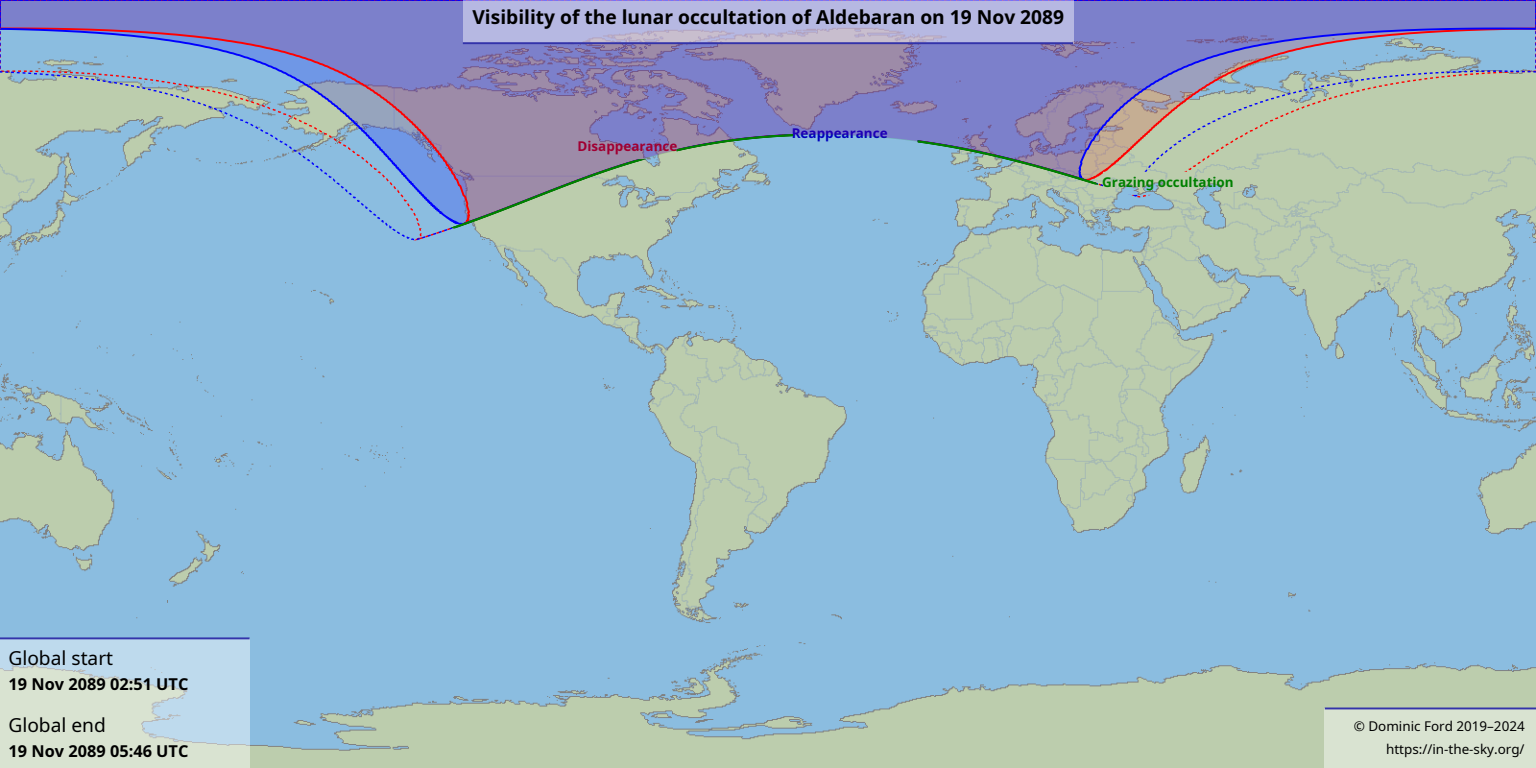 Visibility of the lunar occultation of Aldebaran on 19 Nov 2089
Disappearance
Reappearance
Grazing occultation
Global start
19 Nov 2089 02:51 UTC
Global end
19 Nov 2089 05:46 UTC
© Dominic Ford 2019–2024
https://in-the-sky.org/